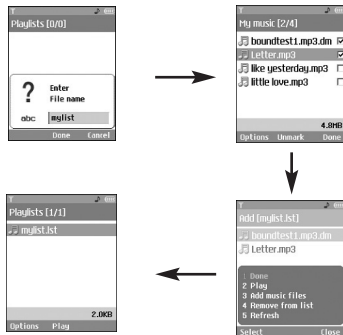 Playlists [0/0]
Enter
File name
abc mylist
Done Cancel
My music [2/4]
boundtest1.mp3.dm
Letter.mp3
like yesterday.mp3
little love.mp3
4.8MB
Options Unmark Done
Add [mylist.lst]
boundtest1.mp3.dm
Letter.mp3
1 Done
2 Play
3 Add music files
4 Remove from list
5 Refresh
Select Close
Playlists [1/1]
mylist.lst
2.0KB
Options Play